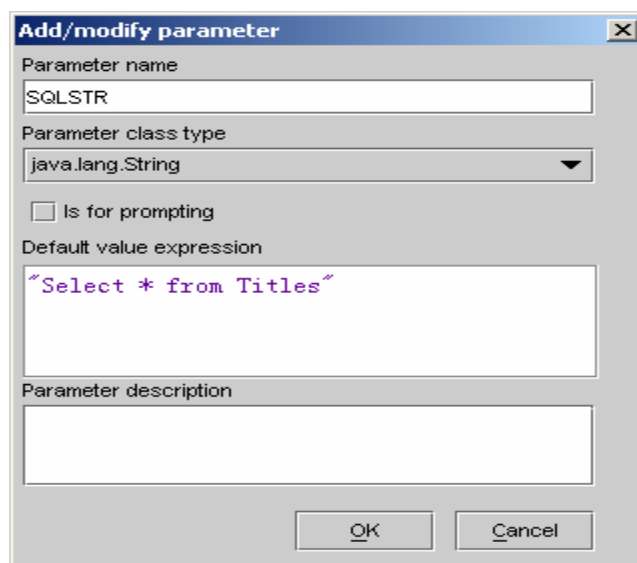 Add/modify parameter
Parameter name
SQLSTR
Parameter class type
java.lang.String
Is for prompting
Default value expression
"Select * from Titles"
Parameter description
OK Cancel